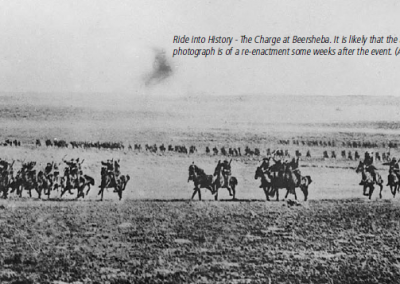 Ride into History - The Charge at Beersheba. It is likely that the
photograph is of a re-enactment some weeks after the event. (